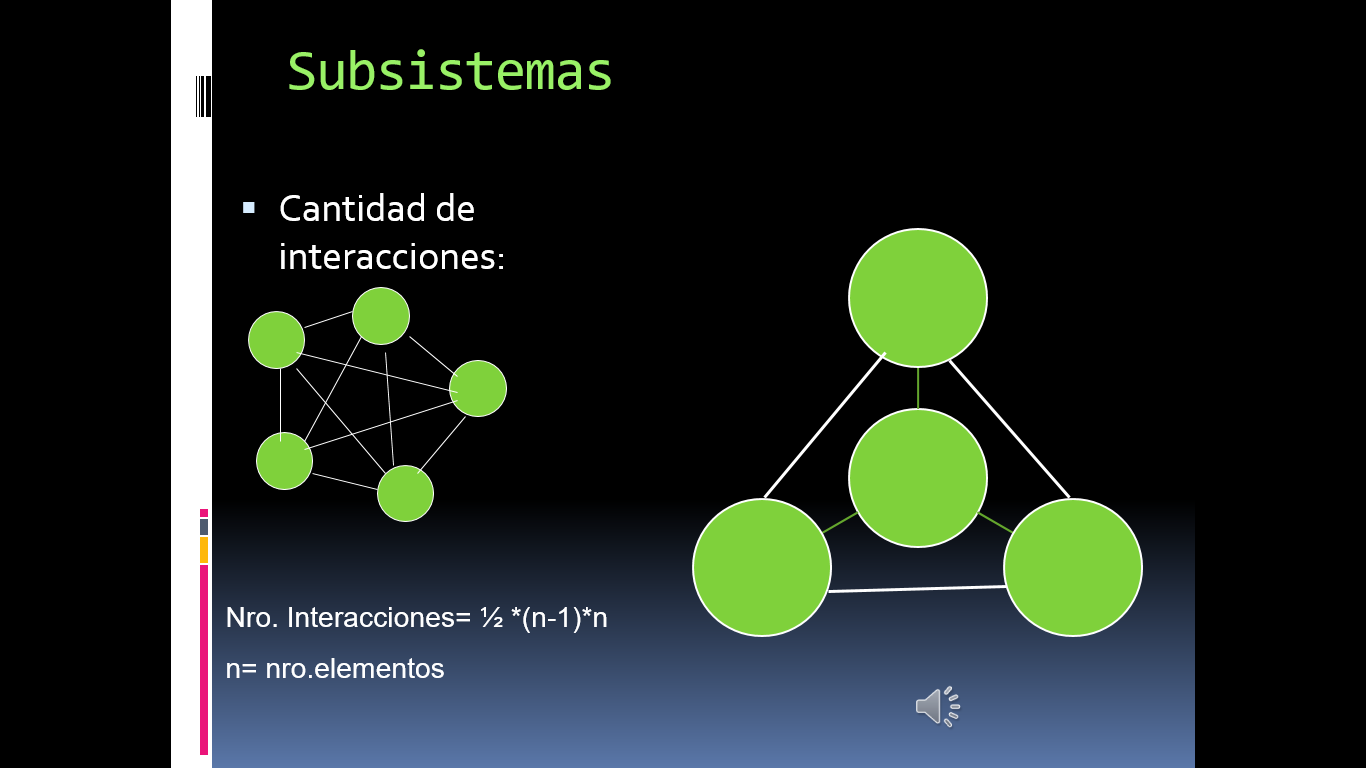 Subsistemas
Cantidad de
interacciones:
Nro. Interacciones= ½ *(n-1)*n
n= nro.elementos